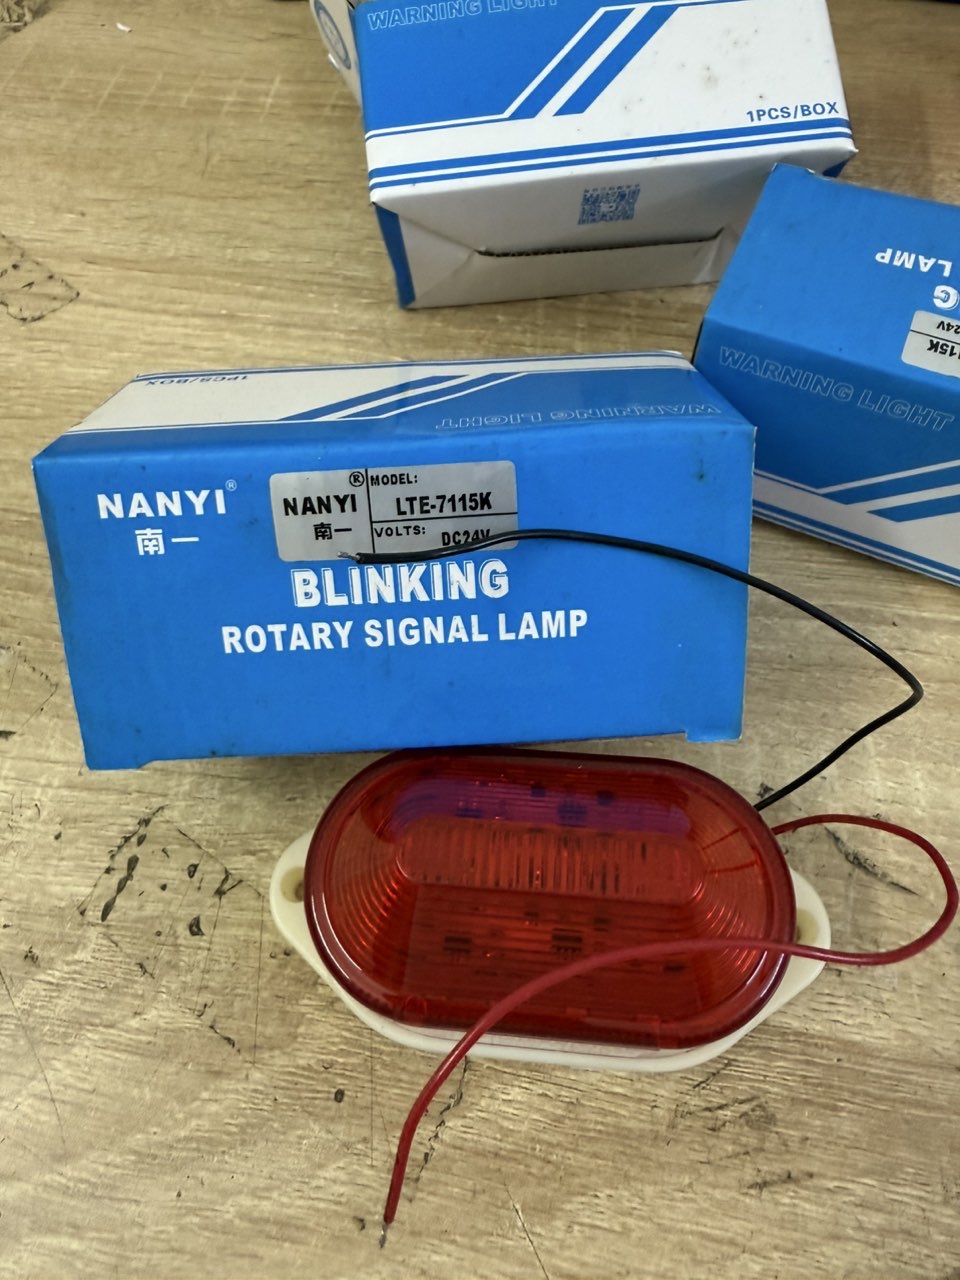 WARNING LIGHT
1PCS/BOX
LAMP
G
24V
115K
WARNING LIGHT
1PCS/BOX
WARNING LIGHT
NANYI®
南一
NANYI®
南一
MODEL:
LTE-7115K
VOLTS:
DC24V
BLINKING
ROTARY SIGNAL LAMP